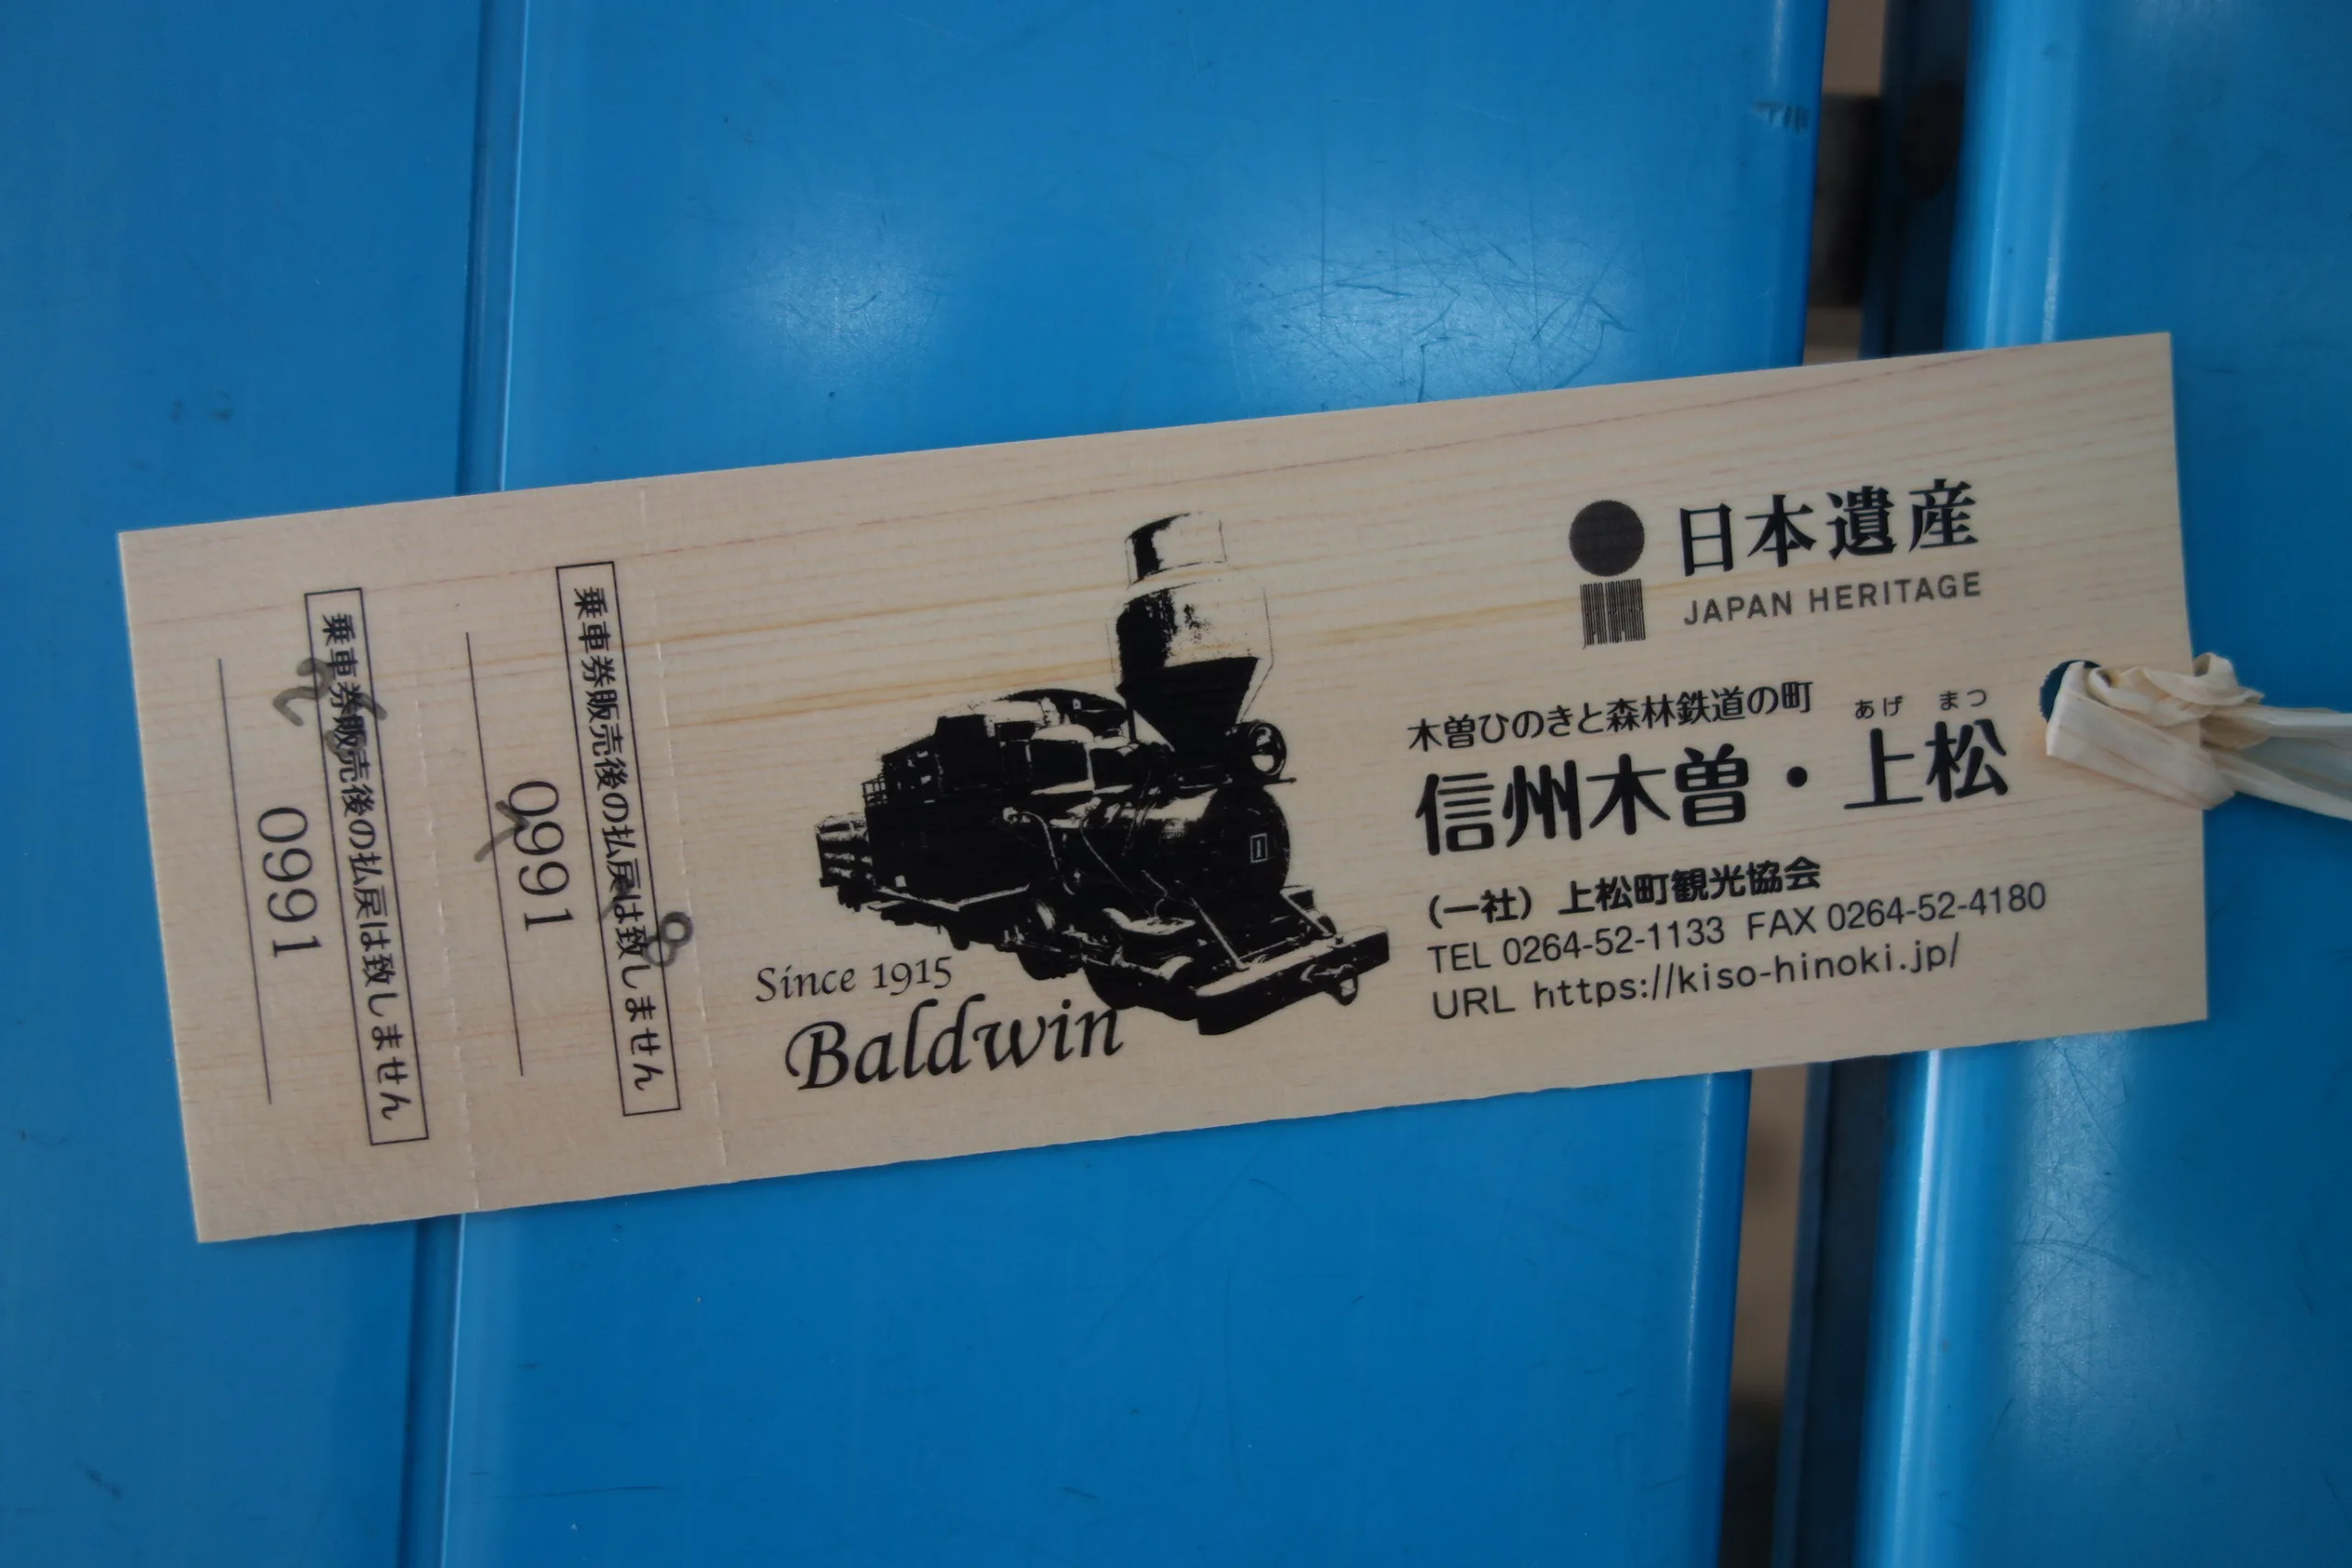 日本遺産
JAPAN HERITAGE
木曽ひのきと森林鉄道の町
あげ まつ
信州木曽・上松
(一社) 上松町観光協会
TEL 0264-52-1133 FAX 0264-52-4180
URL https://kiso-hinoki.jp/
Since 1915
Baldwin
乗車券販売後の払戻は致しません
0991
乗車券販売後の払戻は致しません
0991